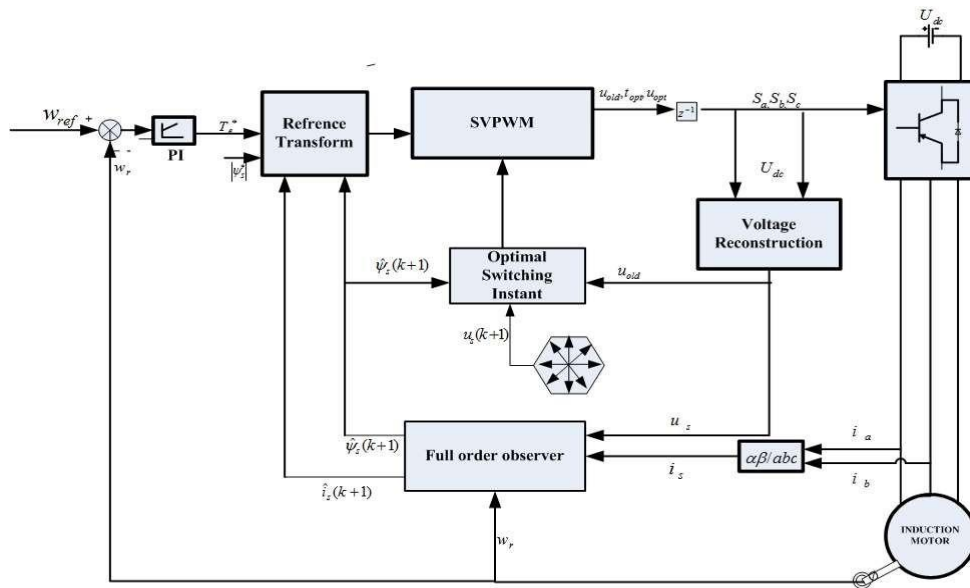 U_dc
+ -
u_old, t_opt, u_opt
S_a, S_b, S_c
z^-1
w_ref +
-
w_r
PI
T_e^*
|ψ_s^*|
Refrence
Transform
SVPWM
U_dc
Voltage
Reconstruction
ψ̂_s(k+1)
Optimal
Switching
Instant
u_old
u_s(k+1)
u_s
ψ̂_s(k+1)
Full order observer
i_s
αβ/abc
i_a
i_b
î_s(k+1)
w_r
INDUCTION
MOTOR